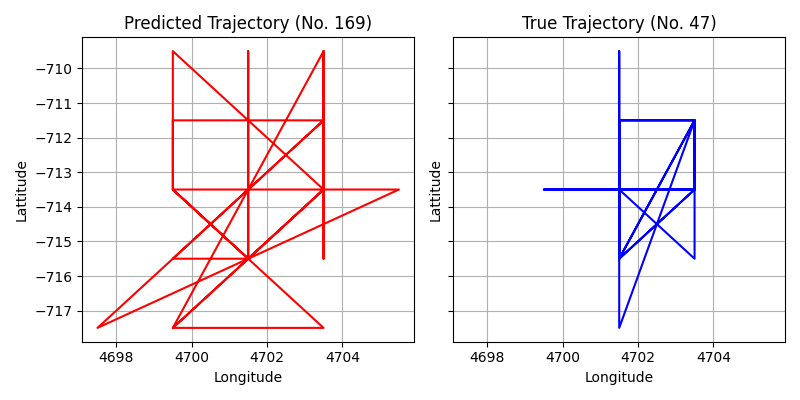 Predicted Trajectory (No. 169)
Lattitude
−710
−711
−712
−713
−714
−715
−716
−717
4698 4700 4702 4704
Longitude
True Trajectory (No. 47)
Lattitude
4698 4700 4702 4704
Longitude